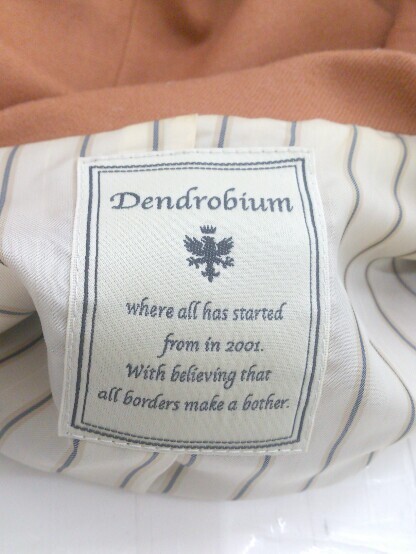 Dendrobium
where all has started
from in 2001.
With believing that
all borders make a bother.